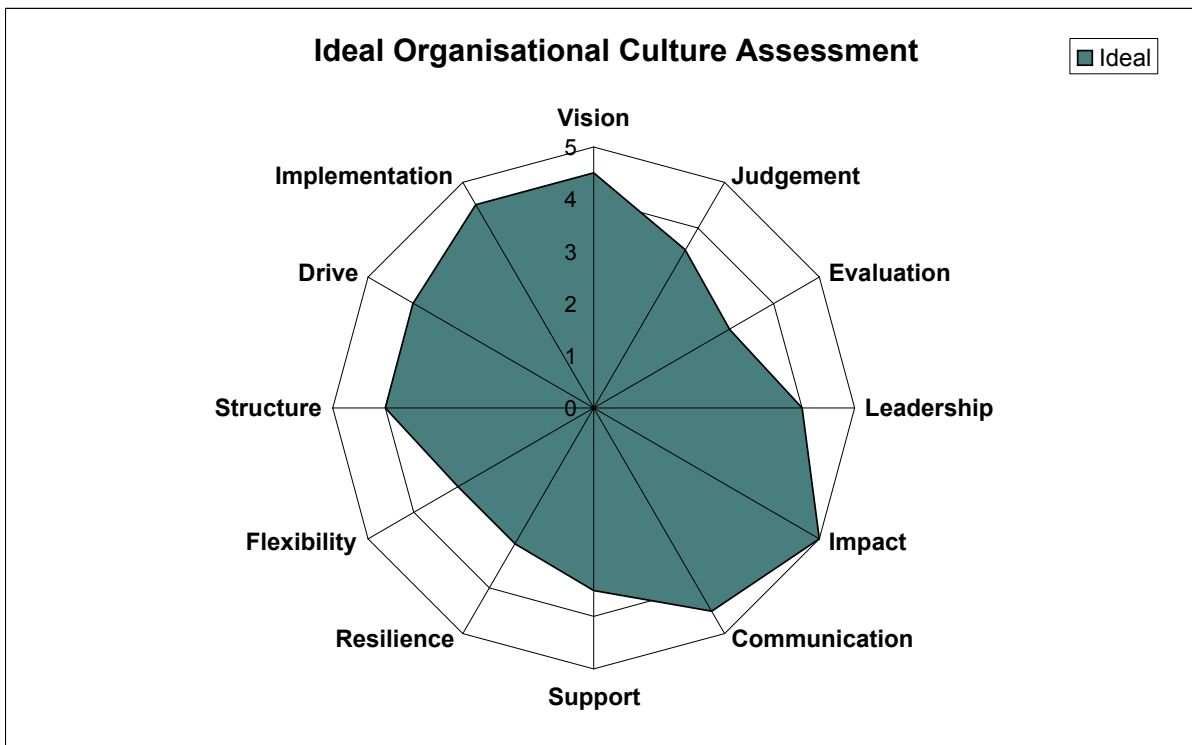 Ideal Organisational Culture Assessment
Ideal
Vision
Judgement
Evaluation
Leadership
Impact
Communication
Support
Resilience
Flexibility
Structure
Drive
Implementation
5
4
3
2
1
0